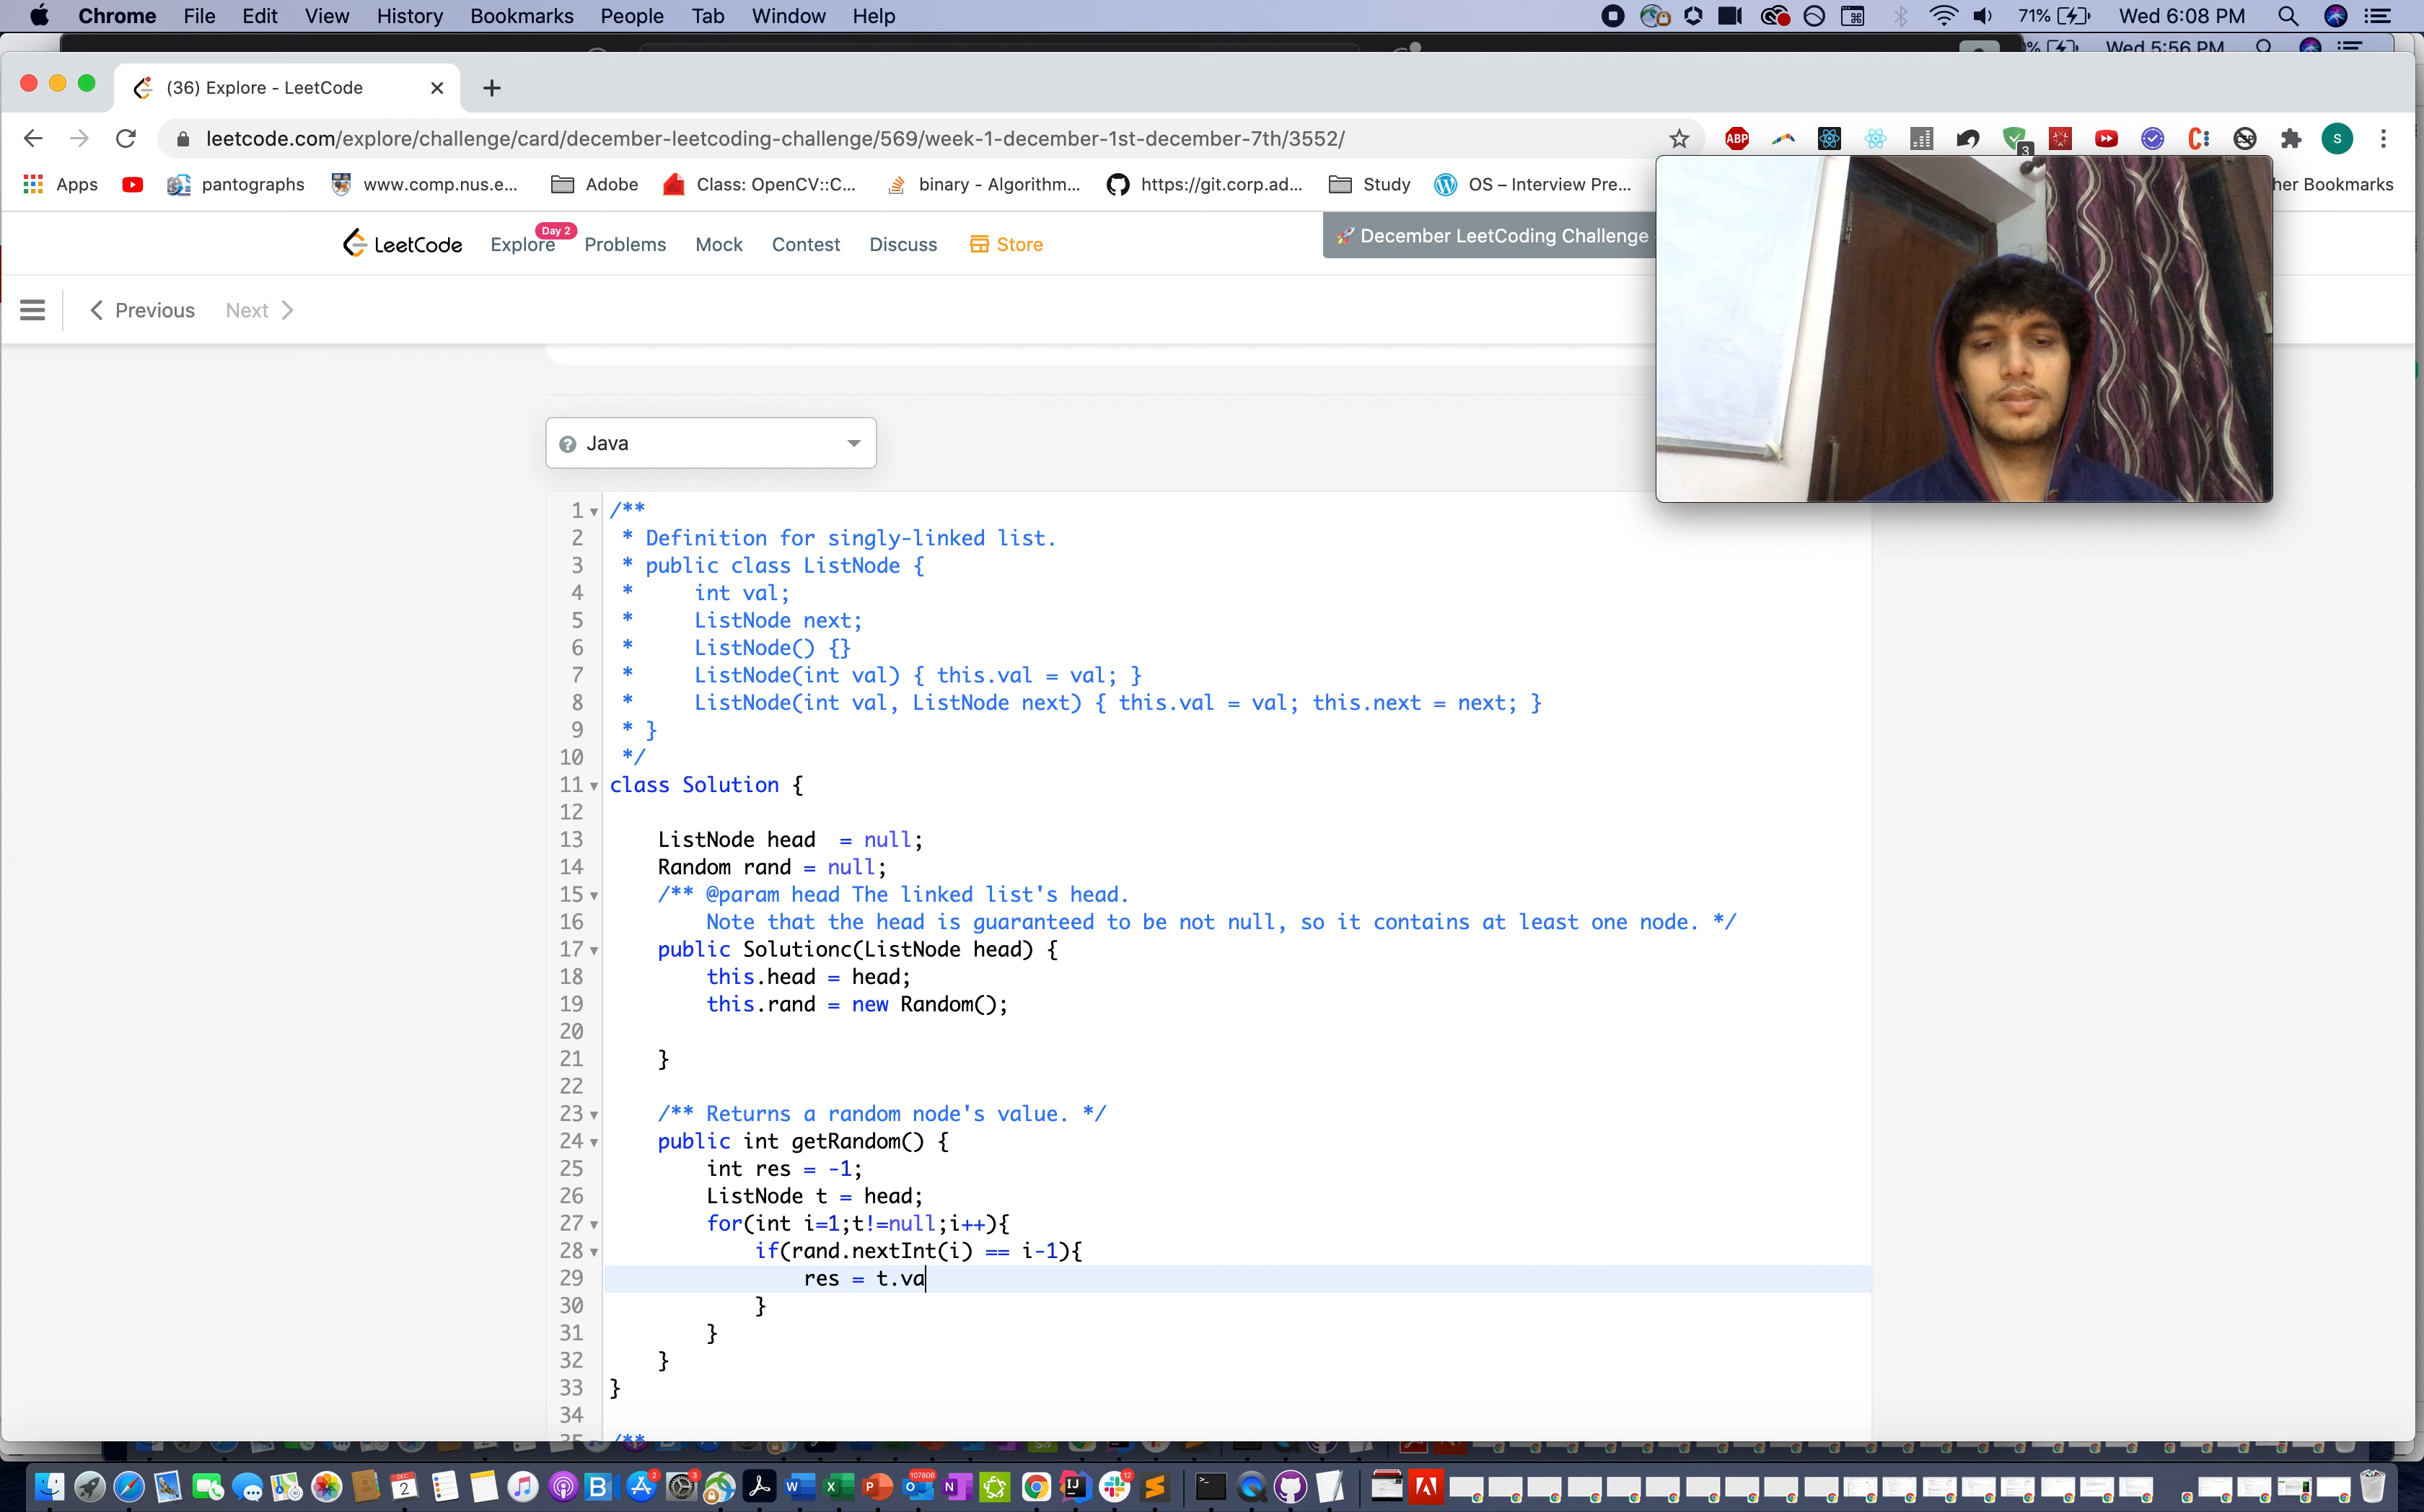 Chrome File Edit View History Bookmarks People Tab Window Help 71% Wed 6:08 PM
% Wed 5:56 PM
(36) Explore - LeetCode
leetcode.com/explore/challenge/card/december-leetcoding-challenge/569/week-1-december-1st-december-7th/3552/ ABP 3 S
Apps pantographs www.comp.nus.e... Adobe Class: OpenCV::C... binary - Algorithm... https://git.corp.ad... Study OS – Interview Pre... her Bookmarks
LeetCode Explore Day 2 Problems Mock Contest Discuss Store December LeetCoding Challenge
Previous Next
Java
1 /**
2 * Definition for singly-linked list.
3 * public class ListNode {
4 * int val;
5 * ListNode next;
6 * ListNode() {}
7 * ListNode(int val) { this.val = val; }
8 * ListNode(int val, ListNode next) { this.val = val; this.next = next; }
9 * }
10 */
11 class Solution {
12
13 ListNode head = null;
14 Random rand = null;
15 /** @param head The linked list's head.
16 Note that the head is guaranteed to be not null, so it contains at least one node. */
17 public Solutionc(ListNode head) {
18 this.head = head;
19 this.rand = new Random();
20
21 }
22
23 /** Returns a random node's value. */
24 public int getRandom() {
25 int res = -1;
26 ListNode t = head;
27 for(int i=1;t!=null;i++){
28 if(rand.nextInt(i) == i-1){
29 res = t.va
30 }
31 }
32 }
33 }
34
35 /**